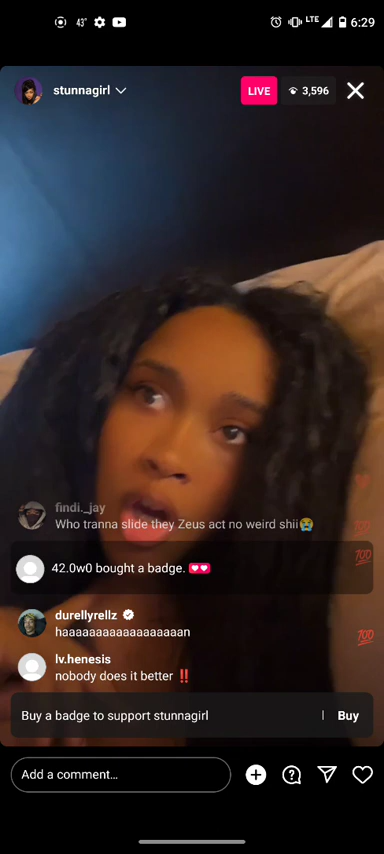 43° LTE 6:29
stunnagirl LIVE 3,596
findi._jay
Who tranna slide they Zeus act no weird shii😭
42.0w0 bought a badge.
durellyrellz
haaaaaaaaaaaaaaaaaan
lv.henesis
nobody does it better ‼️
💯
💯
💯
Buy a badge to support stunnagirl | Buy
Add a comment...